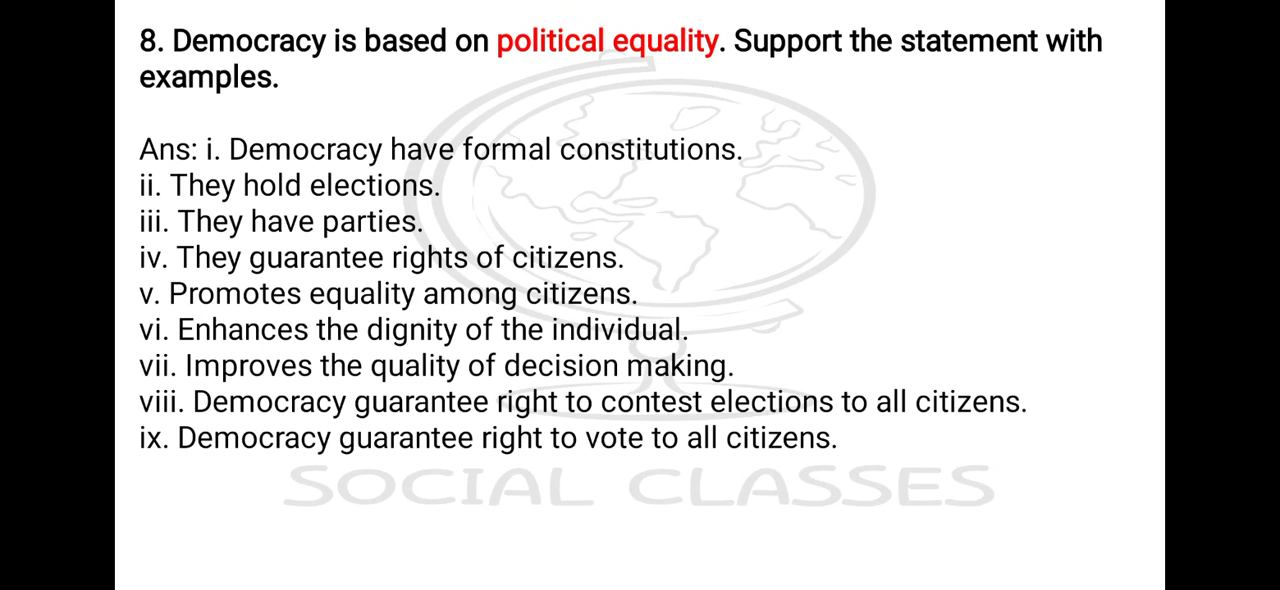 8. Democracy is based on political equality. Support the statement with
examples.
Ans: i. Democracy have formal constitutions.
ii. They hold elections.
iii. They have parties.
iv. They guarantee rights of citizens.
v. Promotes equality among citizens.
vi. Enhances the dignity of the individual.
vii. Improves the quality of decision making.
viii. Democracy guarantee right to contest elections to all citizens.
ix. Democracy guarantee right to vote to all citizens.
SOCIAL CLASSES